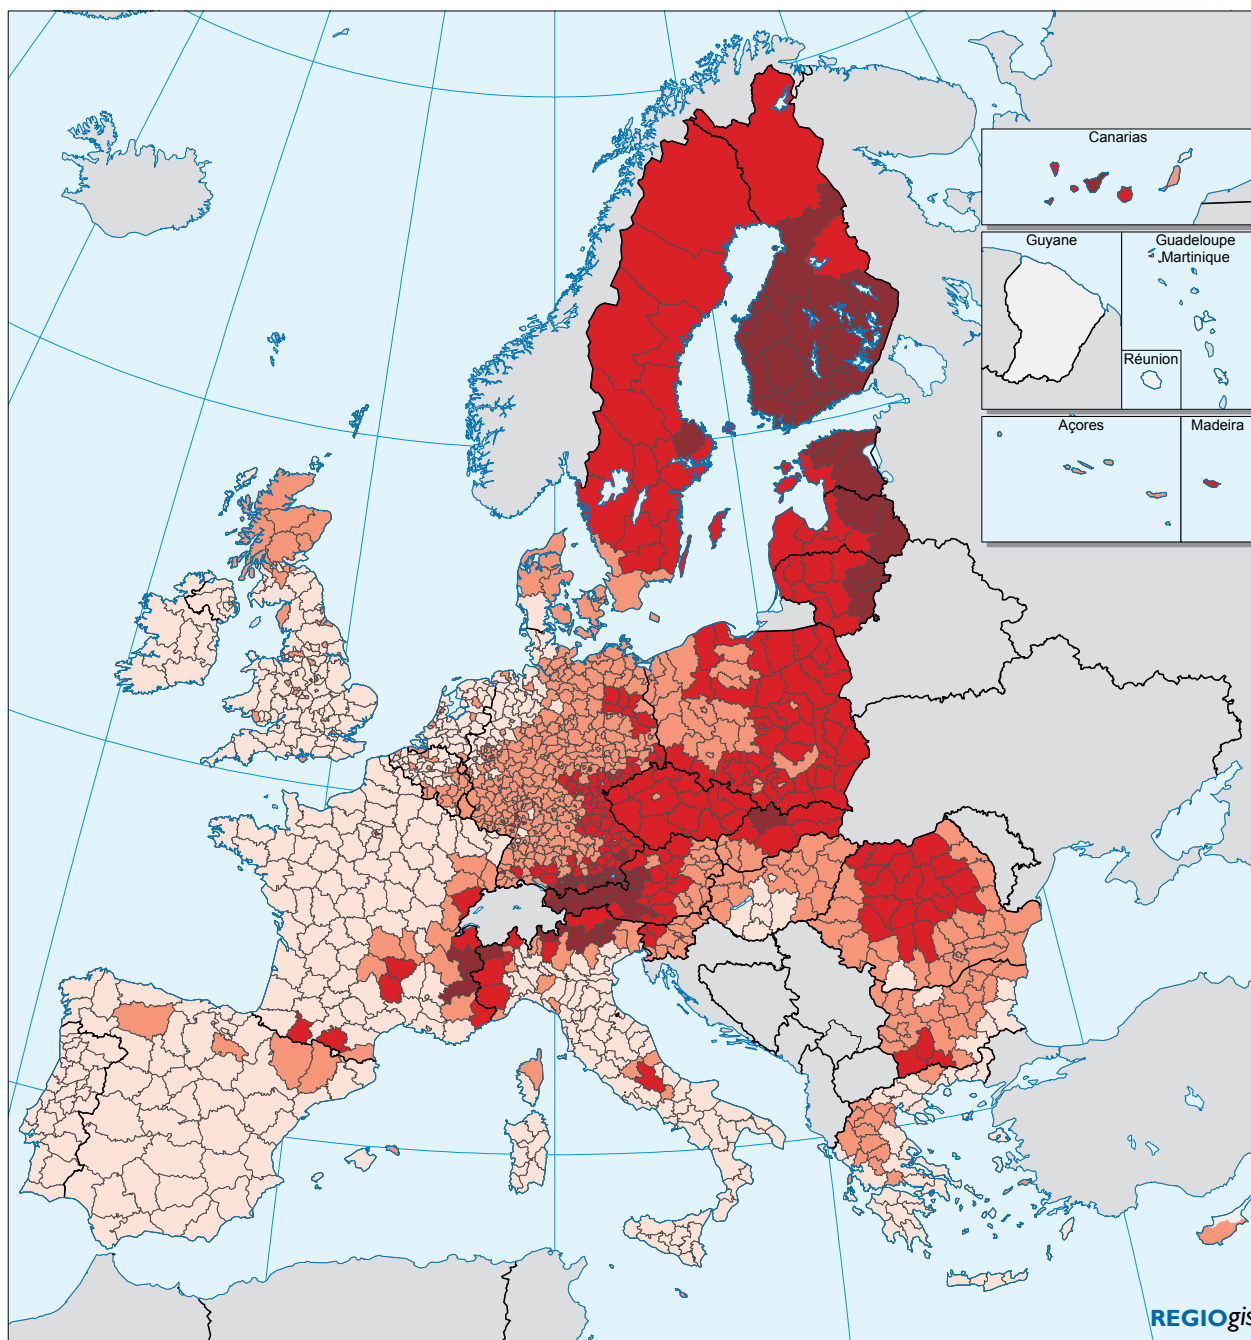 Canarias
Guyane
Guadeloupe
Martinique
Réunion
Açores
Madeira
REGIOgis